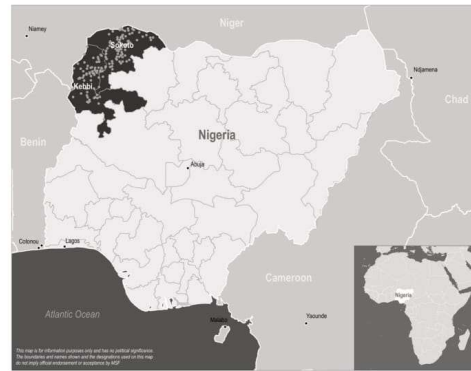 Niger
Niamey
Sokoto
Ndjamena
Kebbi
Chad
Nigeria
Benin
Abuja
Cotonou
Lagos
Cameroon
Nigeria
Atlantic Ocean
Malabo
Yaounde
This map is for information purposes only and has no political significance.
The boundaries and names shown and the designations used on this map
do not imply official endorsement or acceptance by MSF